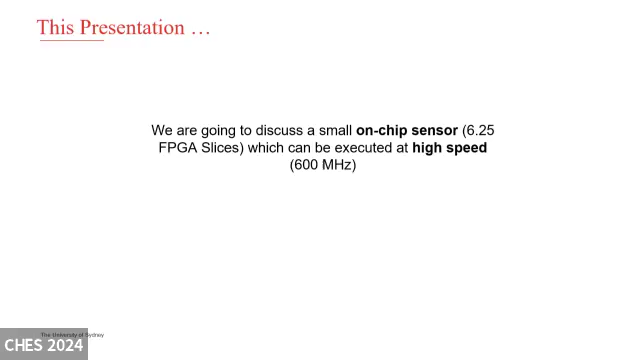 This Presentation …
We are going to discuss a small on-chip sensor (6.25
FPGA Slices) which can be executed at high speed
(600 MHz)
The University of Sydney
CHES 2024